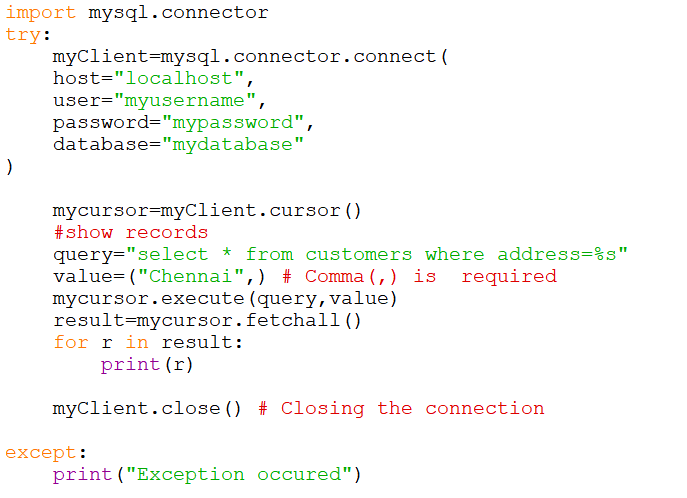 import mysql.connector
try:
    myClient=mysql.connector.connect(
    host="localhost",
    user="myusername",
    password="mypassword",
    database="mydatabase"
)
    mycursor=myClient.cursor()
    #show records
    query="select * from customers where address=%s"
    value=("Chennai",) # Comma(,) is  required
    mycursor.execute(query,value)
    result=mycursor.fetchall()
    for r in result:
        print(r)
    myClient.close() # Closing the connection
except:
    print("Exception occured")